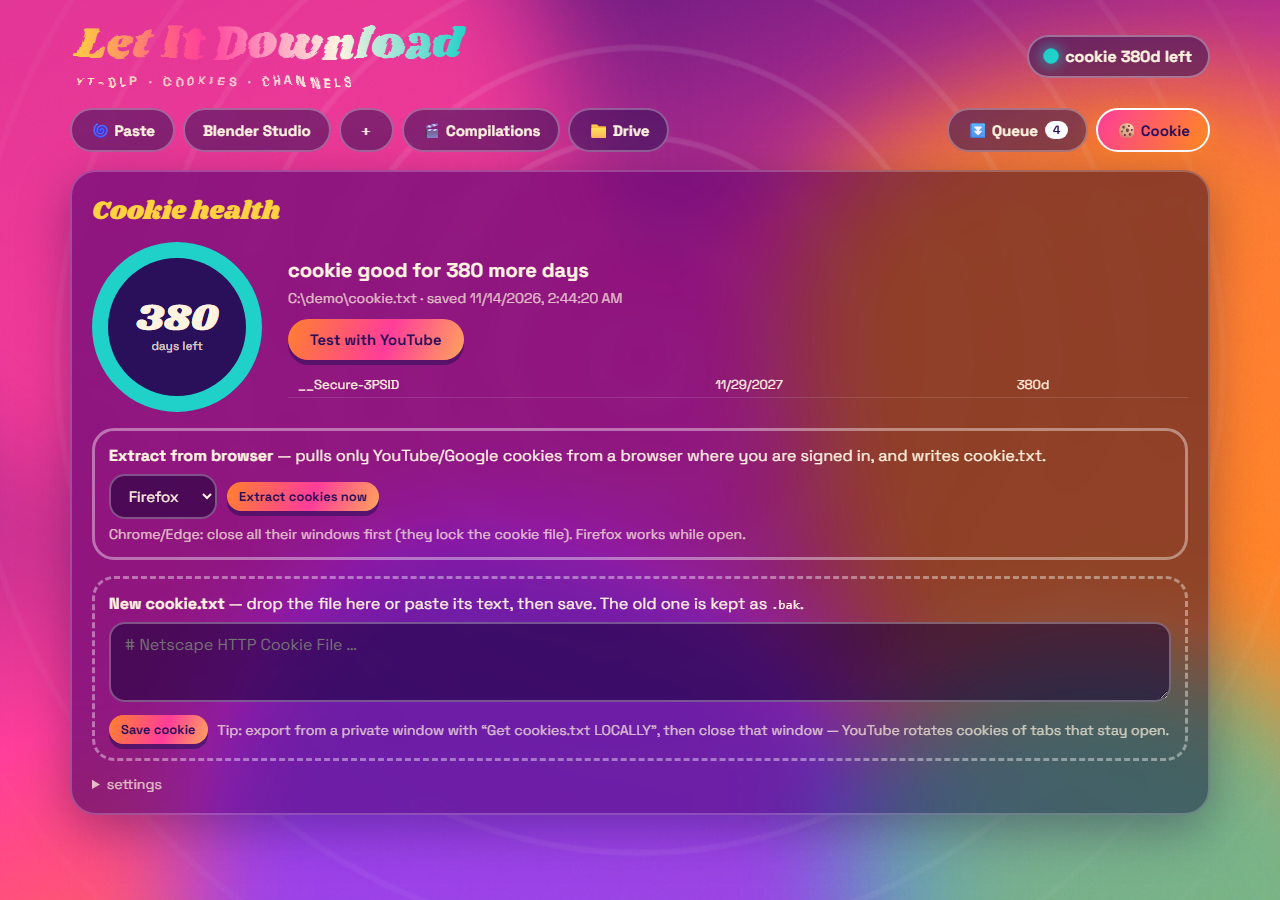 Let It Download
YT-DLP · COOKIES · CHANNELS
cookie 380d left
Paste
Blender Studio
+
Compilations
Drive
Queue 4
Cookie
Cookie health
380
days left
cookie good for 380 more days
C:\demo\cookie.txt · saved 11/14/2026, 2:44:20 AM
Test with YouTube
__Secure-3PSID 11/29/2027 380d
Extract from browser — pulls only YouTube/Google cookies from a browser where you are signed in, and writes cookie.txt.
Firefox
Extract cookies now
Chrome/Edge: close all their windows first (they lock the cookie file). Firefox works while open.
New cookie.txt — drop the file here or paste its text, then save. The old one is kept as .bak.
# Netscape HTTP Cookie File ...
Save cookie
Tip: export from a private window with “Get cookies.txt LOCALLY”, then close that window — YouTube rotates cookies of tabs that stay open.
settings